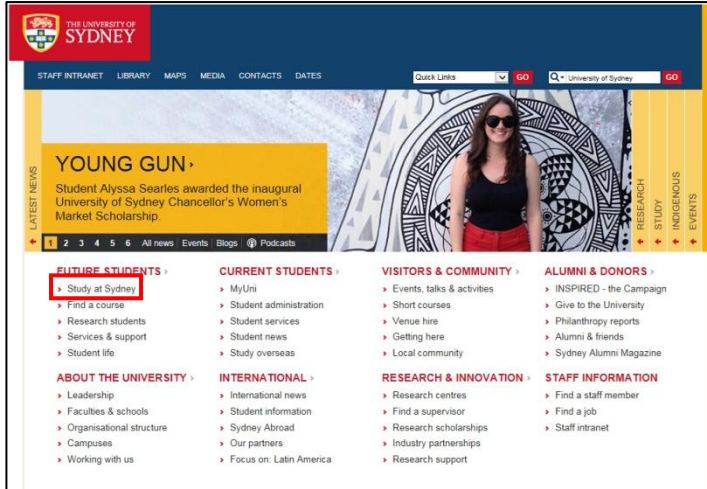 THE UNIVERSITY OF
SYDNEY
STAFF INTRANET LIBRARY MAPS MEDIA CONTACTS DATES
Quick Links GO University of Sydney GO
LATEST NEWS
YOUNG GUN
Student Alyssa Searles awarded the inaugural
University of Sydney Chancellor's Women's
Market Scholarship.
1 2 3 4 5 6 All news Events Blogs Podcasts
RESEARCH
STUDY
INDIGENOUS
EVENTS
FUTURE STUDENTS
Study at Sydney
Find a course
Research students
Services & support
Student life
CURRENT STUDENTS
MyUni
Student administration
Student services
Student news
Study overseas
VISITORS & COMMUNITY
Events, talks & activities
Short courses
Venue hire
Getting here
Local community
ALUMNI & DONORS
INSPIRED - the Campaign
Give to the University
Philanthropy reports
Alumni & friends
Sydney Alumni Magazine
ABOUT THE UNIVERSITY
Leadership
Faculties & schools
Organisational structure
Campuses
Working with us
INTERNATIONAL
International news
Student information
Sydney Abroad
Our partners
Focus on: Latin America
RESEARCH & INNOVATION
Research centres
Find a supervisor
Research scholarships
Industry partnerships
Research support
STAFF INFORMATION
Find a staff member
Find a job
Staff intranet